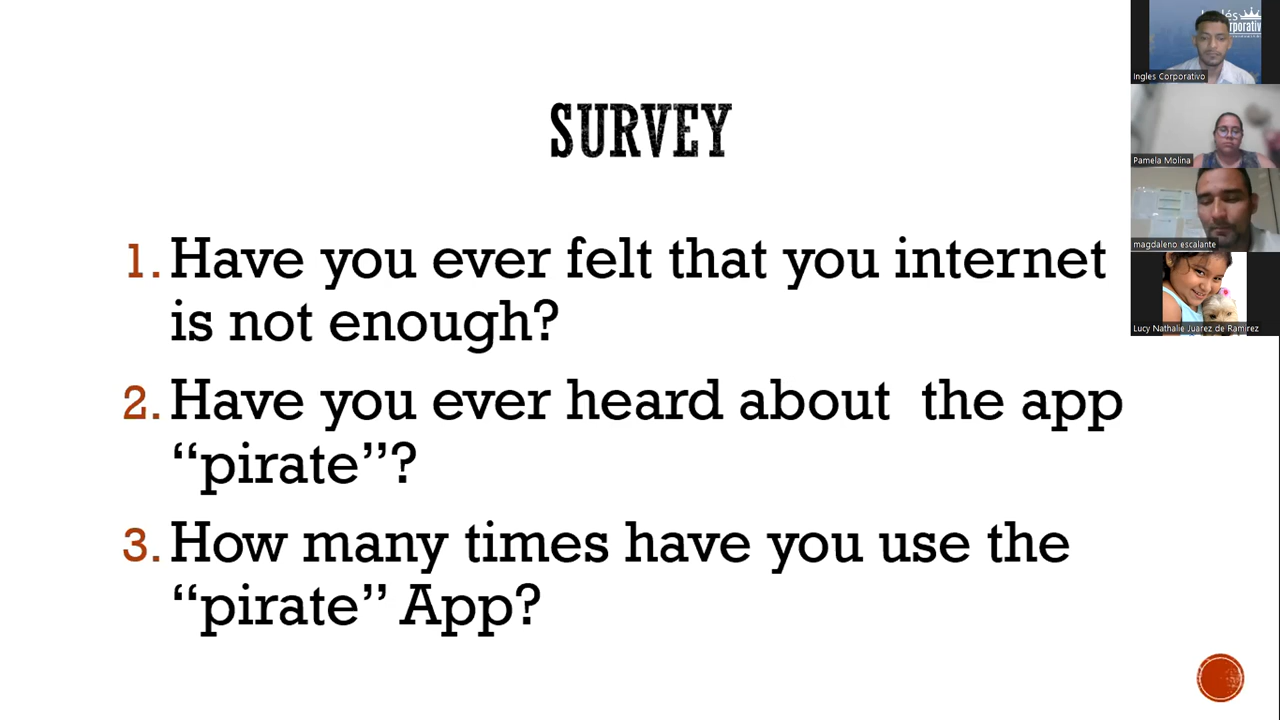 SURVEY
1. Have you ever felt that you internet
is not enough?
2. Have you ever heard about the app
“pirate”?
3. How many times have you use the
“pirate” App?
Ingles Corporativo
Pamela Molina
magdaleno escalante
Lucy Nathalie Juarez de Ramirez